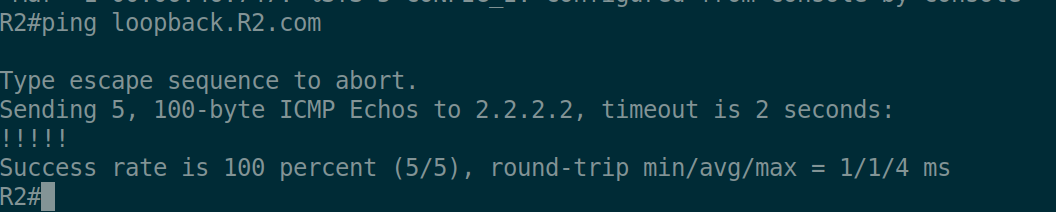 R2#ping loopback.R2.com
Type escape sequence to abort.
Sending 5, 100-byte ICMP Echos to 2.2.2.2, timeout is 2 seconds:
!!!!!
Success rate is 100 percent (5/5), round-trip min/avg/max = 1/1/4 ms
R2#